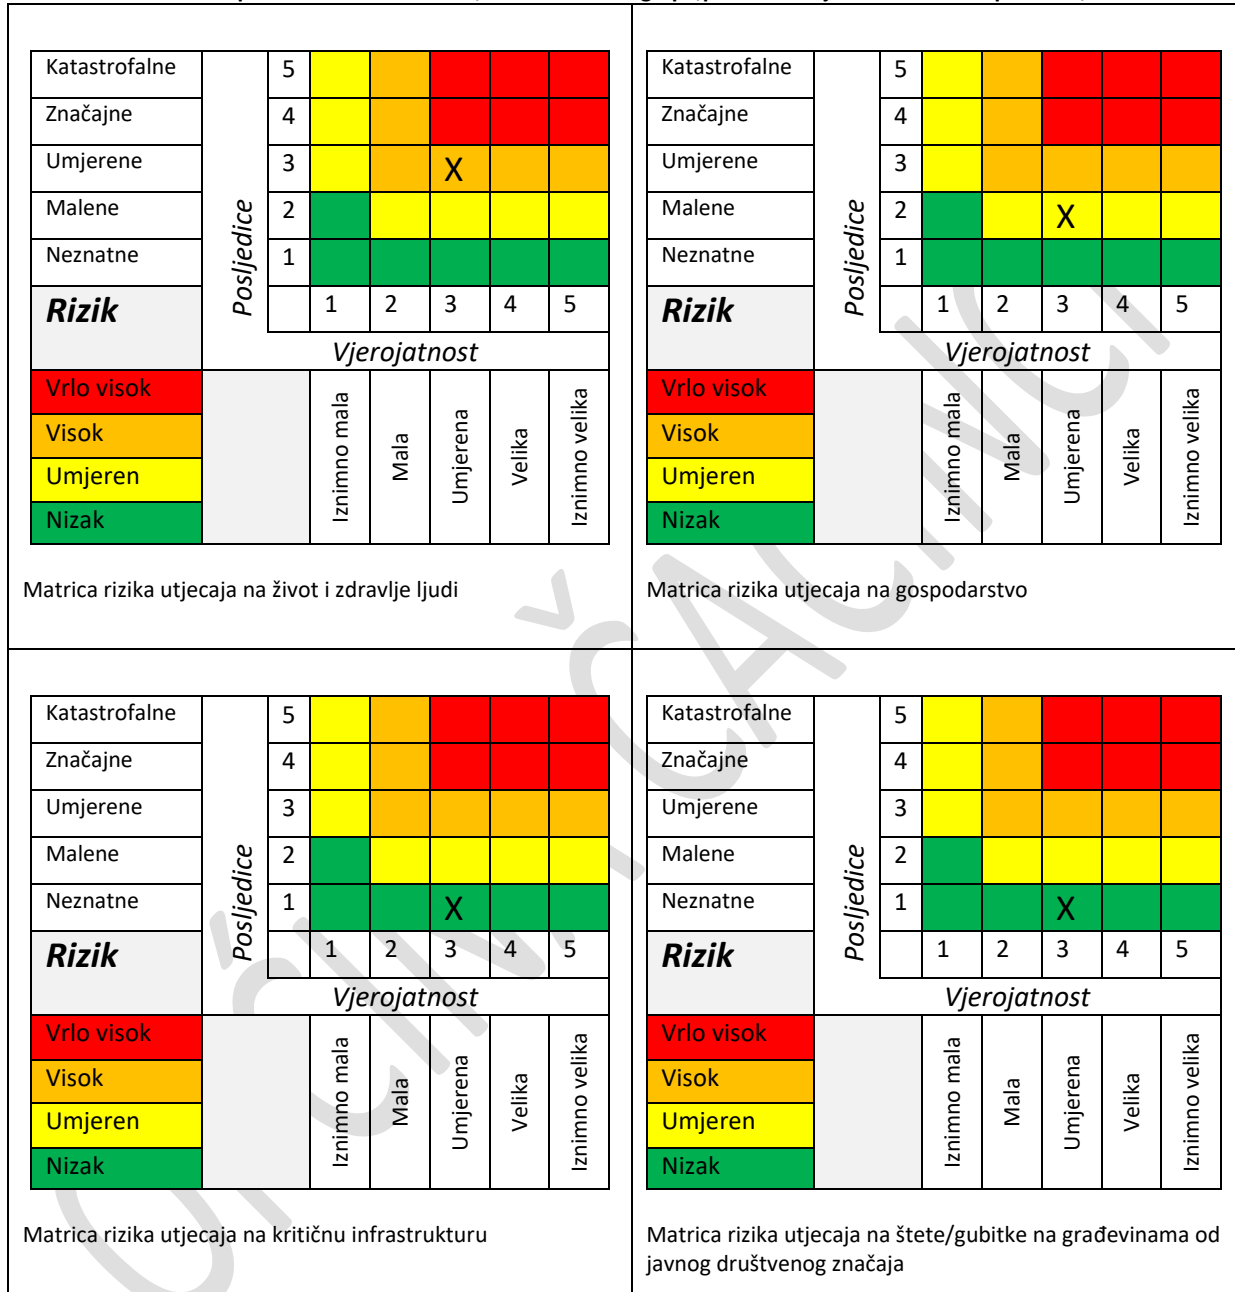 Katastrofalne 5
Značajne 4
Umjerene 3 X
Malene 2
Neznatne 1
Posljedice
Rizik 1 2 3 4 5
Vjerojatnost
Vrlo visok
Visok
Umjeren
Nizak
Iznimno mala
Mala
Umjerena
Velika
Iznimno velika
Matrica rizika utjecaja na život i zdravlje ljudi
Katastrofalne 5
Značajne 4
Umjerene 3
Malene 2 X
Neznatne 1
Posljedice
Rizik 1 2 3 4 5
Vjerojatnost
Vrlo visok
Visok
Umjeren
Nizak
Iznimno mala
Mala
Umjerena
Velika
Iznimno velika
Matrica rizika utjecaja na gospodarstvo
Katastrofalne 5
Značajne 4
Umjerene 3
Malene 2
Neznatne 1 X
Posljedice
Rizik 1 2 3 4 5
Vjerojatnost
Vrlo visok
Visok
Umjeren
Nizak
Iznimno mala
Mala
Umjerena
Velika
Iznimno velika
Matrica rizika utjecaja na kritičnu infrastrukturu
Katastrofalne 5
Značajne 4
Umjerene 3
Malene 2
Neznatne 1 X
Posljedice
Rizik 1 2 3 4 5
Vjerojatnost
Vrlo visok
Visok
Umjeren
Nizak
Iznimno mala
Mala
Umjerena
Velika
Iznimno velika
Matrica rizika utjecaja na štete/gubitke na građevinama od
javnog društvenog značaja